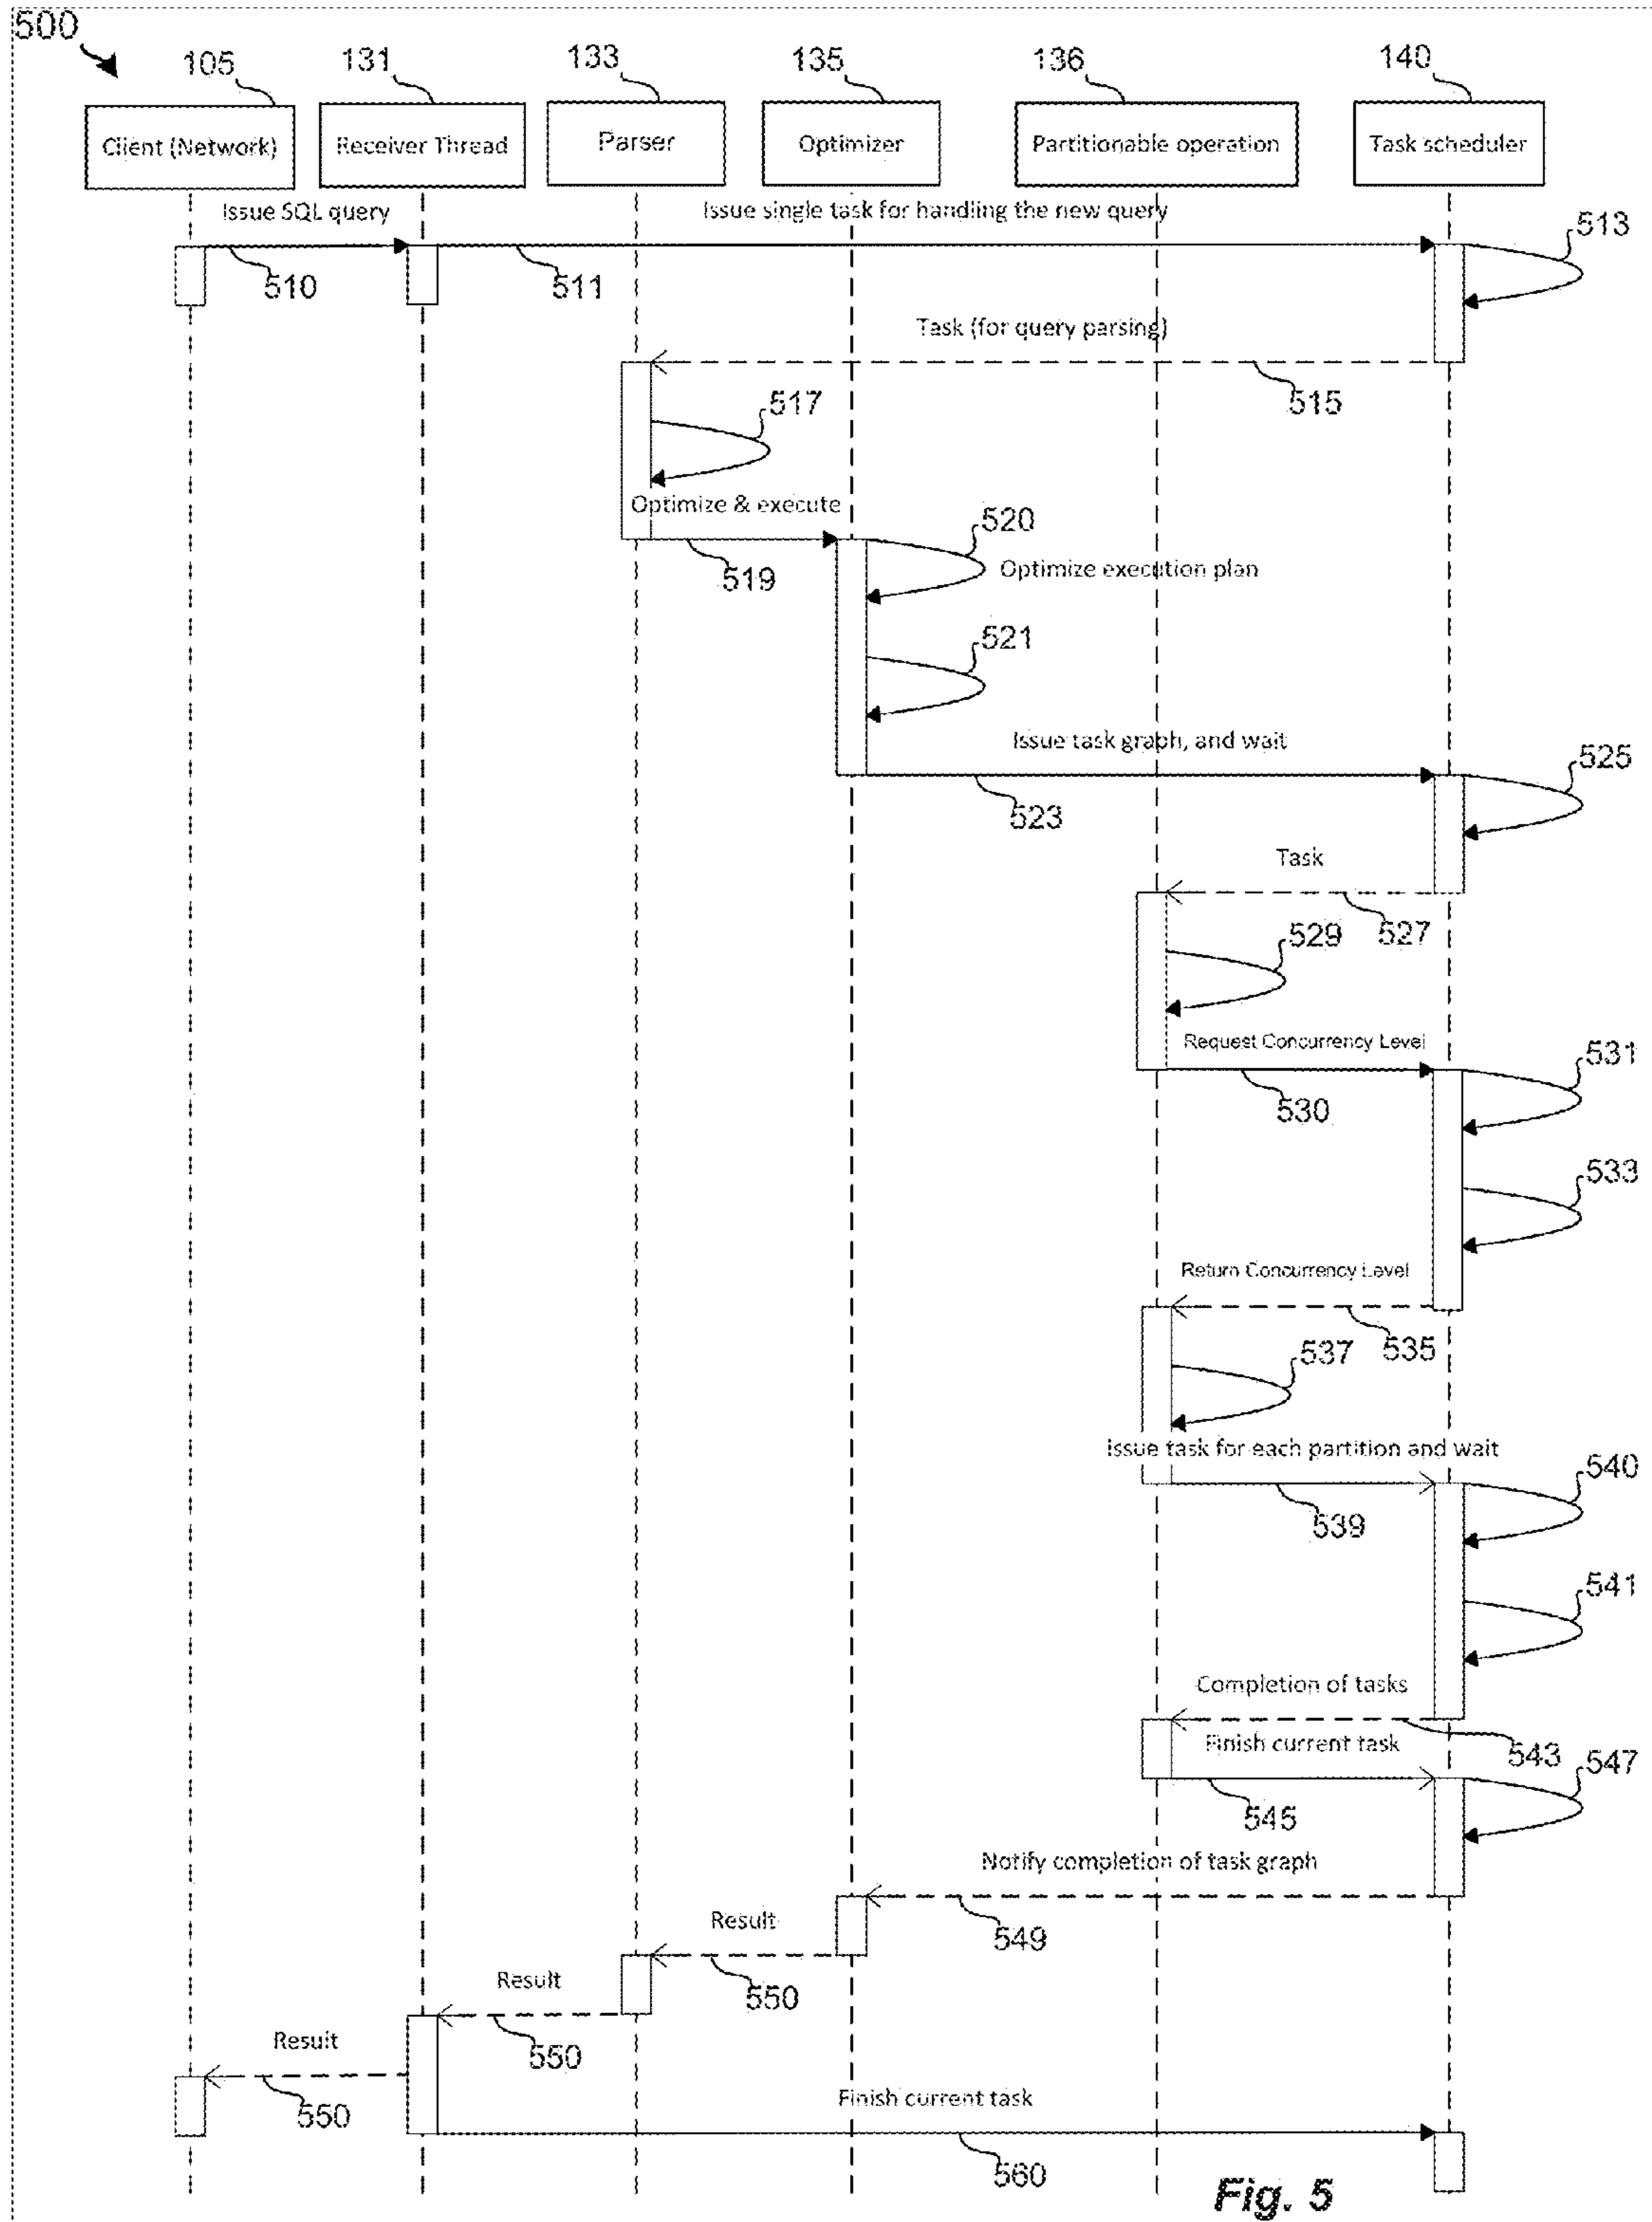 500
105
131
133
135
136
140
Client (Network)
Receiver Thread
Parser
Optimizer
Partitionable operation
Task scheduler
Issue SQL query
Issue single task for handling the new query
513
510
511
Task (for query parsing)
515
517
Optimize & execute
520
519
Optimize execution plan
521
Issue task graph, and wait
525
523
Task
527
529
Request Concurrency Level
531
530
533
Return Concurrency Level
535
537
Issue task for each partition and wait
540
539
541
Completion of tasks
543
Finish current task
547
545
Notify completion of task graph
549
Result
550
Result
550
Result
550
Finish current task
560
Fig. 5